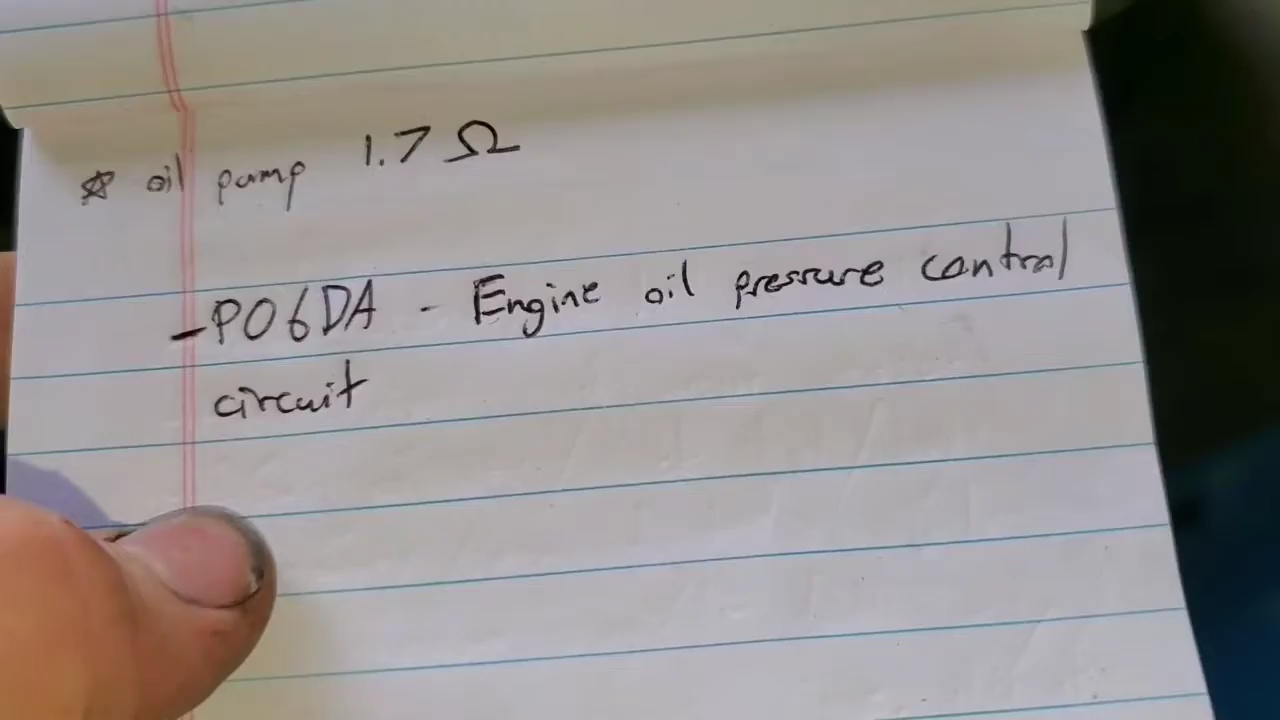 ☆ oil pump 1.7 Ω
- P06DA - Engine oil pressure control
circuit